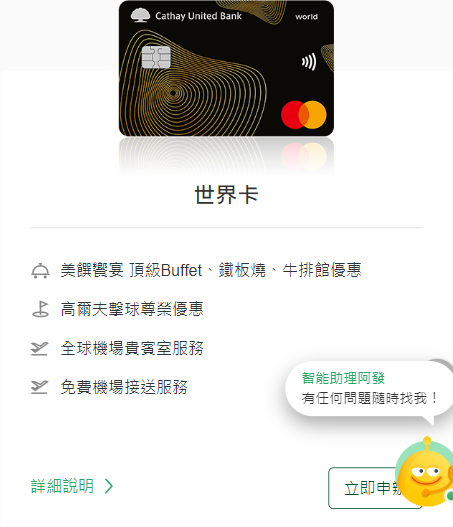 Cathay United Bank
world
世界卡
美饌饗宴 頂級Buffet、鐵板燒、牛排館優惠
高爾夫擊球尊榮優惠
全球機場貴賓室服務
免費機場接送服務
智能助理阿發
有任何問題隨時找我！
詳細說明
立即申辦